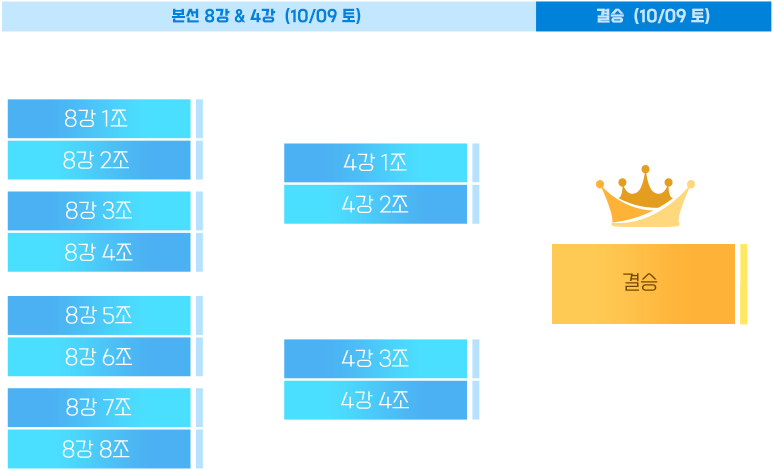 본선 8강 & 4강 (10/09 토)
결승 (10/09 토)
8강 1조
8강 2조
8강 3조
8강 4조
8강 5조
8강 6조
8강 7조
8강 8조
4강 1조
4강 2조
4강 3조
4강 4조
결승